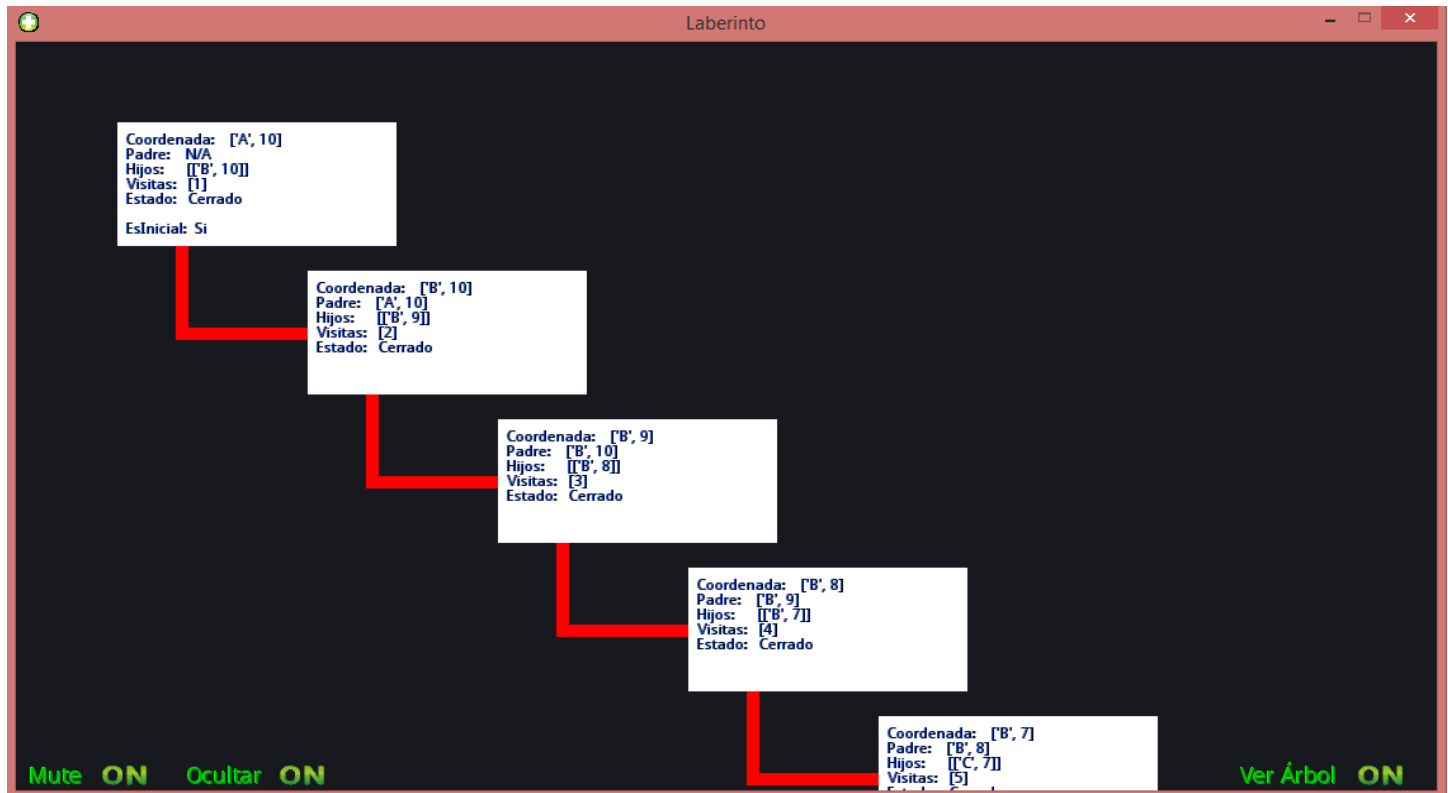 Laberinto
Coordenada: ['A', 10]
Padre: N/A
Hijos: [['B', 10]]
Visitas: [1]
Estado: Cerrado
EsInicial: Si
Coordenada: ['B', 10]
Padre: ['A', 10]
Hijos: [['B', 9]]
Visitas: [2]
Estado: Cerrado
Coordenada: ['B', 9]
Padre: ['B', 10]
Hijos: [['B', 8]]
Visitas: [3]
Estado: Cerrado
Coordenada: ['B', 8]
Padre: ['B', 9]
Hijos: [['B', 7]]
Visitas: [4]
Estado: Cerrado
Coordenada: ['B', 7]
Padre: ['B', 8]
Hijos: [['C', 7]]
Visitas: [5]
Mute ON Ocultar ON Ver Árbol ON